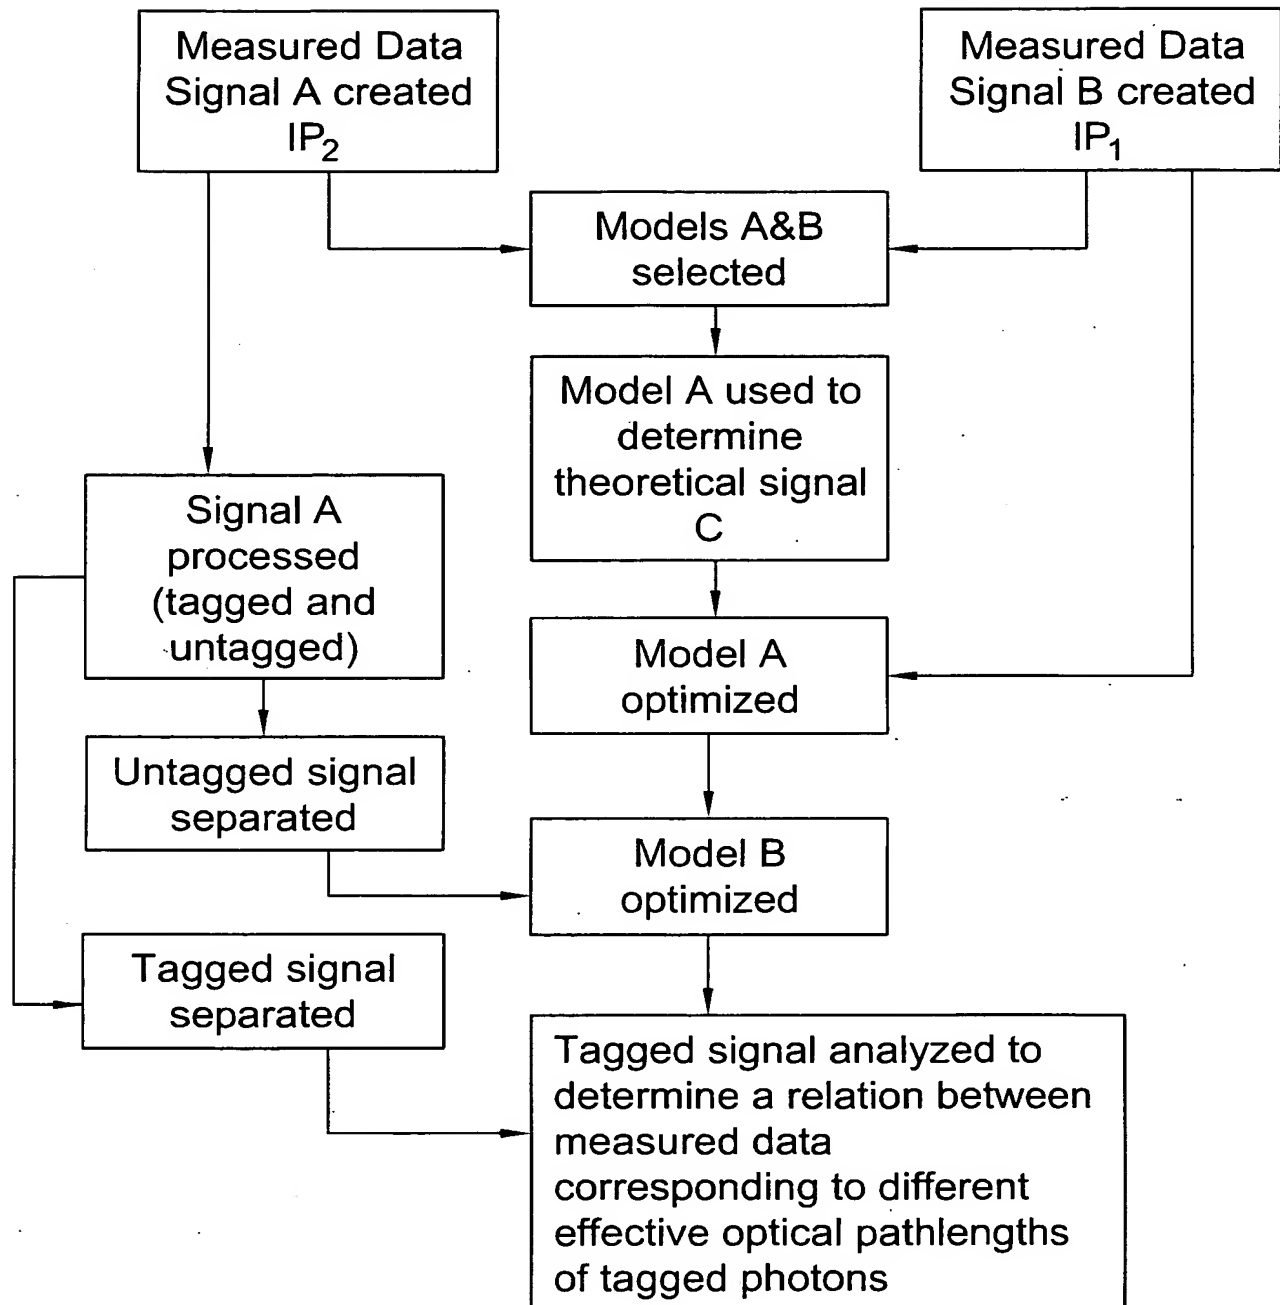 Measured Data
Signal A created
IP₂
Measured Data
Signal B created
IP₁
Models A&B
selected
Model A used to
determine
theoretical signal
C
Signal A
processed
(tagged and
untagged)
Model A
optimized
Untagged signal
separated
Model B
optimized
Tagged signal
separated
Tagged signal analyzed to
determine a relation between
measured data
corresponding to different
effective optical pathlengths
of tagged photons